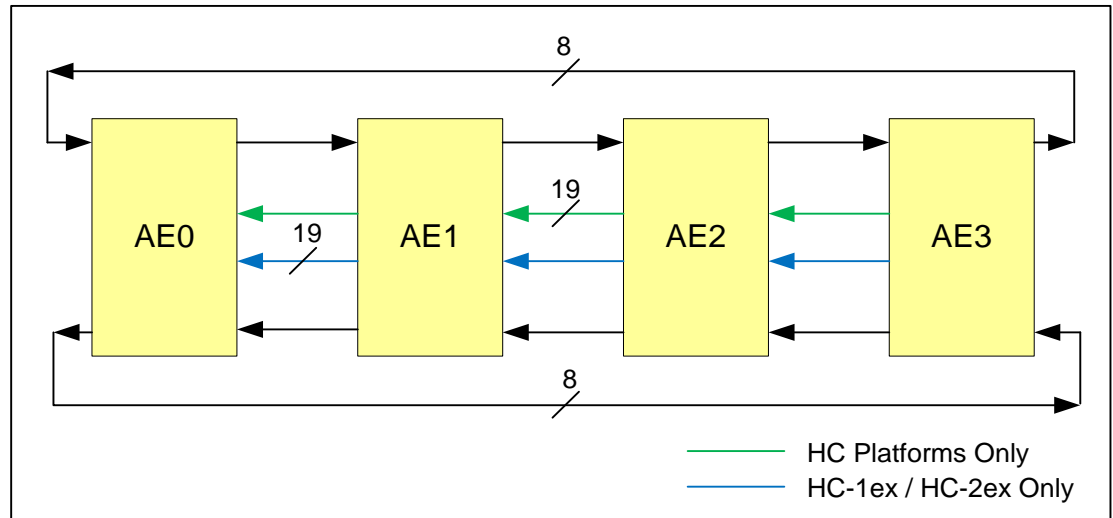 8
19
19
AE0
AE1
AE2
AE3
8
HC Platforms Only
HC-1ex / HC-2ex Only